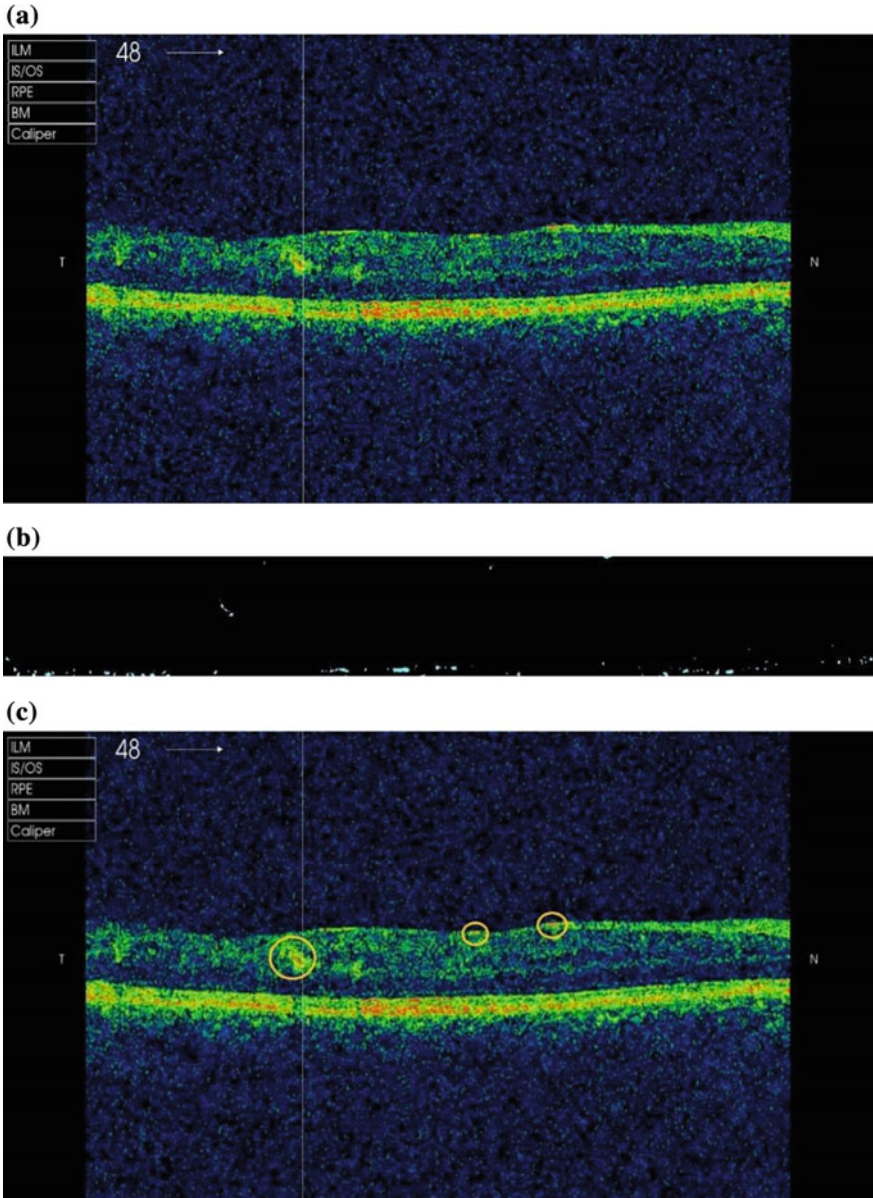 (a)
ILM
IS/OS
RPE
BM
Caliper
48
T
N
(b)
(c)
ILM
IS/OS
RPE
BM
Caliper
48
T
N